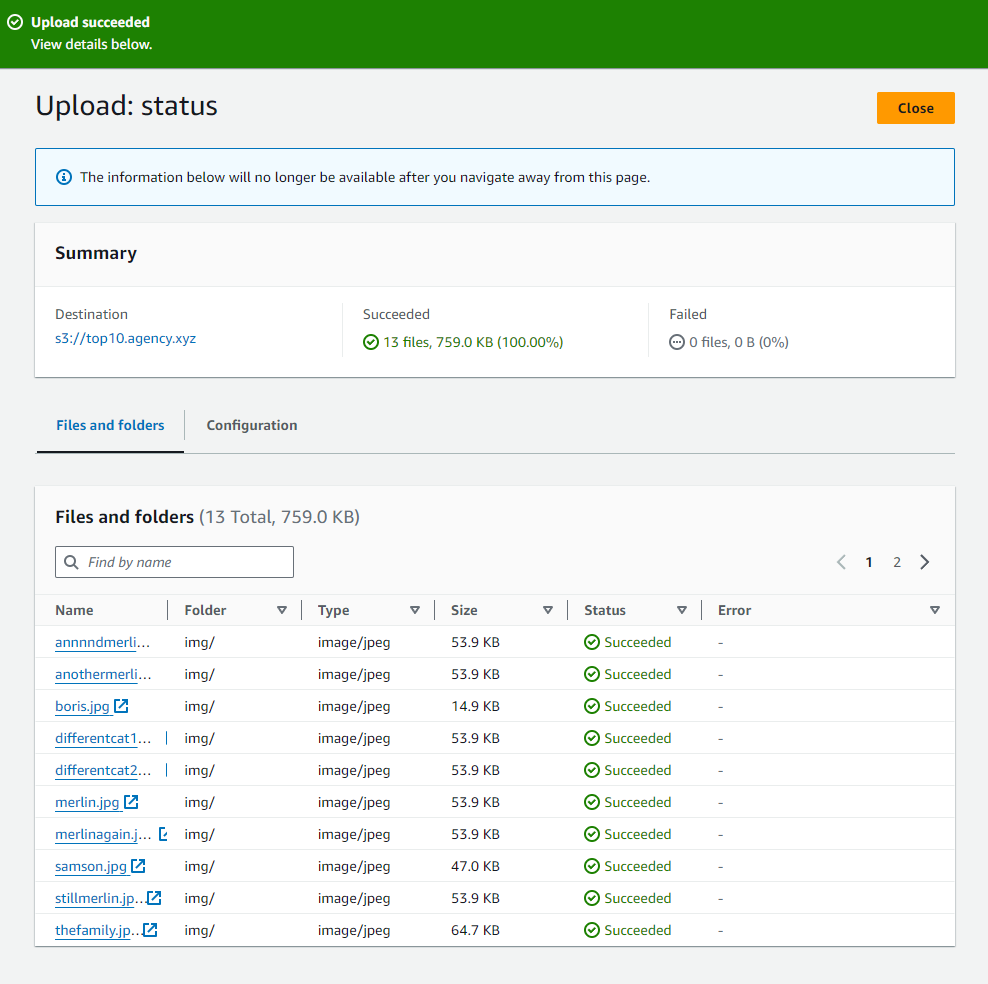 Upload succeeded
View details below.
Upload: status
Close
The information below will no longer be available after you navigate away from this page.
Summary
Destination
s3://top10.agency.xyz
Succeeded
13 files, 759.0 KB (100.00%)
Failed
0 files, 0 B (0%)
Files and folders
Configuration
Files and folders (13 Total, 759.0 KB)
Find by name
1 2
Name Folder Type Size Status Error
annnndmerli... img/ image/jpeg 53.9 KB Succeeded -
anothermerli... img/ image/jpeg 53.9 KB Succeeded -
boris.jpg img/ image/jpeg 14.9 KB Succeeded -
differentcat1... img/ image/jpeg 53.9 KB Succeeded -
differentcat2... img/ image/jpeg 53.9 KB Succeeded -
merlin.jpg img/ image/jpeg 53.9 KB Succeeded -
merlinagain.j... img/ image/jpeg 53.9 KB Succeeded -
samson.jpg img/ image/jpeg 47.0 KB Succeeded -
stillmerlin.jp... img/ image/jpeg 53.9 KB Succeeded -
thefamily.jp... img/ image/jpeg 64.7 KB Succeeded -